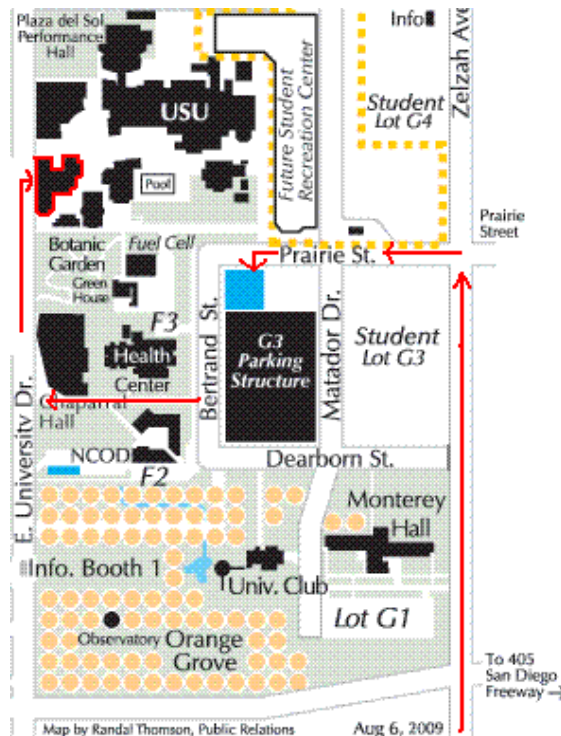 Plaza del Sol
Performance
Hall
USU
Future Student
Recreation Center
Info
Student
Lot G4
Zelzah Ave
Pool
Prairie
Street
Botanic
Garden
Fuel Cell
Green
House
Prairie St.
F3
Health
Center
Bertrand St.
G3
Parking
Structure
Matador Dr.
Student
Lot G3
Chaparral
Hall
E. University Dr.
NCOD
F2
Dearborn St.
Monterey
Hall
Info. Booth 1
Univ. Club
Lot G1
Observatory
Orange
Grove
To 405
San Diego
Freeway
Map by Randal Thomson, Public Relations
Aug 6, 2009